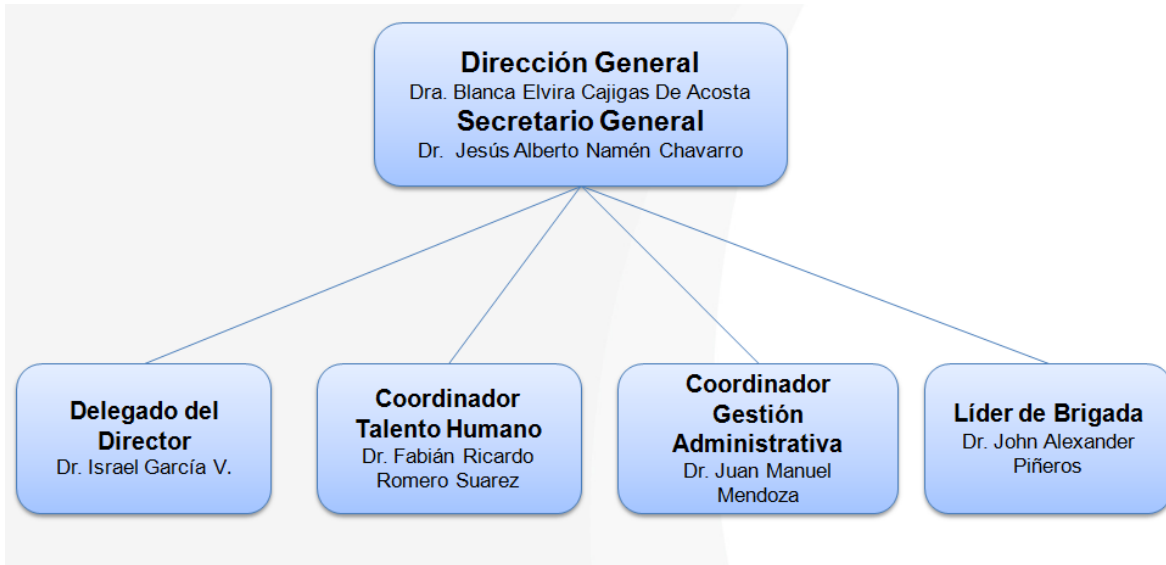 Dirección General
Dra. Blanca Elvira Cajigas De Acosta
Secretario General
Dr. Jesús Alberto Namén Chavarro
Delegado del
Director
Dr. Israel García V.
Coordinador
Talento Humano
Dr. Fabián Ricardo
Romero Suarez
Coordinador
Gestión
Administrativa
Dr. Juan Manuel
Mendoza
Líder de Brigada
Dr. John Alexander
Piñeros